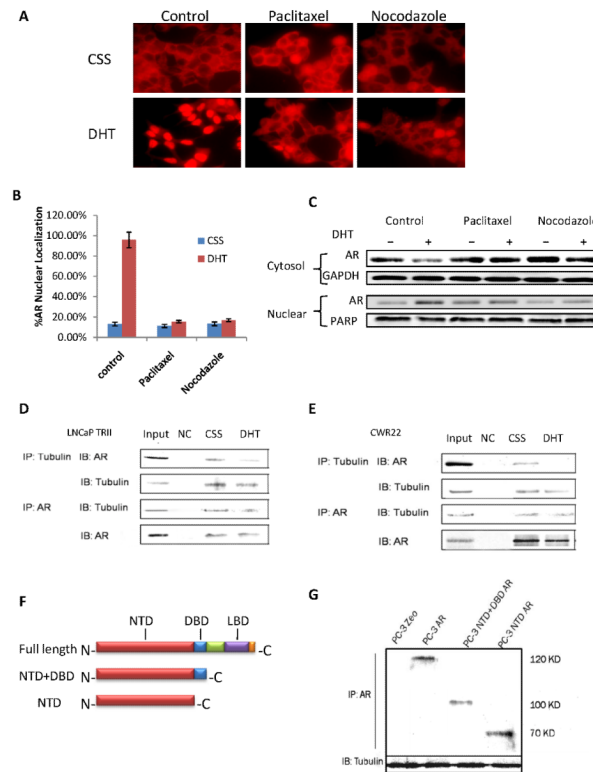 A
Control Paclitaxel Nocodazole
CSS
DHT
B
120.00%
100.00%
80.00%
60.00%
40.00%
20.00%
0.00%
%AR Nuclear Localization
CSS
DHT
control
Paclitaxel
Nocodazole
C
Control Paclitaxel Nocodazole
DHT − + − + − +
Cytosol
AR
GAPDH
Nuclear
AR
PARP
D
LNCaP TRII
Input NC CSS DHT
IP: Tubulin IB: AR
IB: Tubulin
IP: AR IB: Tubulin
IB: AR
E
CWR22
Input NC CSS DHT
IP: Tubulin IB: AR
IB: Tubulin
IP: AR IB: Tubulin
IB: AR
F
NTD DBD LBD
Full length N- -C
NTD+DBD N- -C
NTD N- -C
G
PC-3 Zeo
PC-3 AR
PC-3 NTD+DBD AR
PC-3 NTD AR
IP: AR
120 KD
100 KD
70 KD
IB: Tubulin